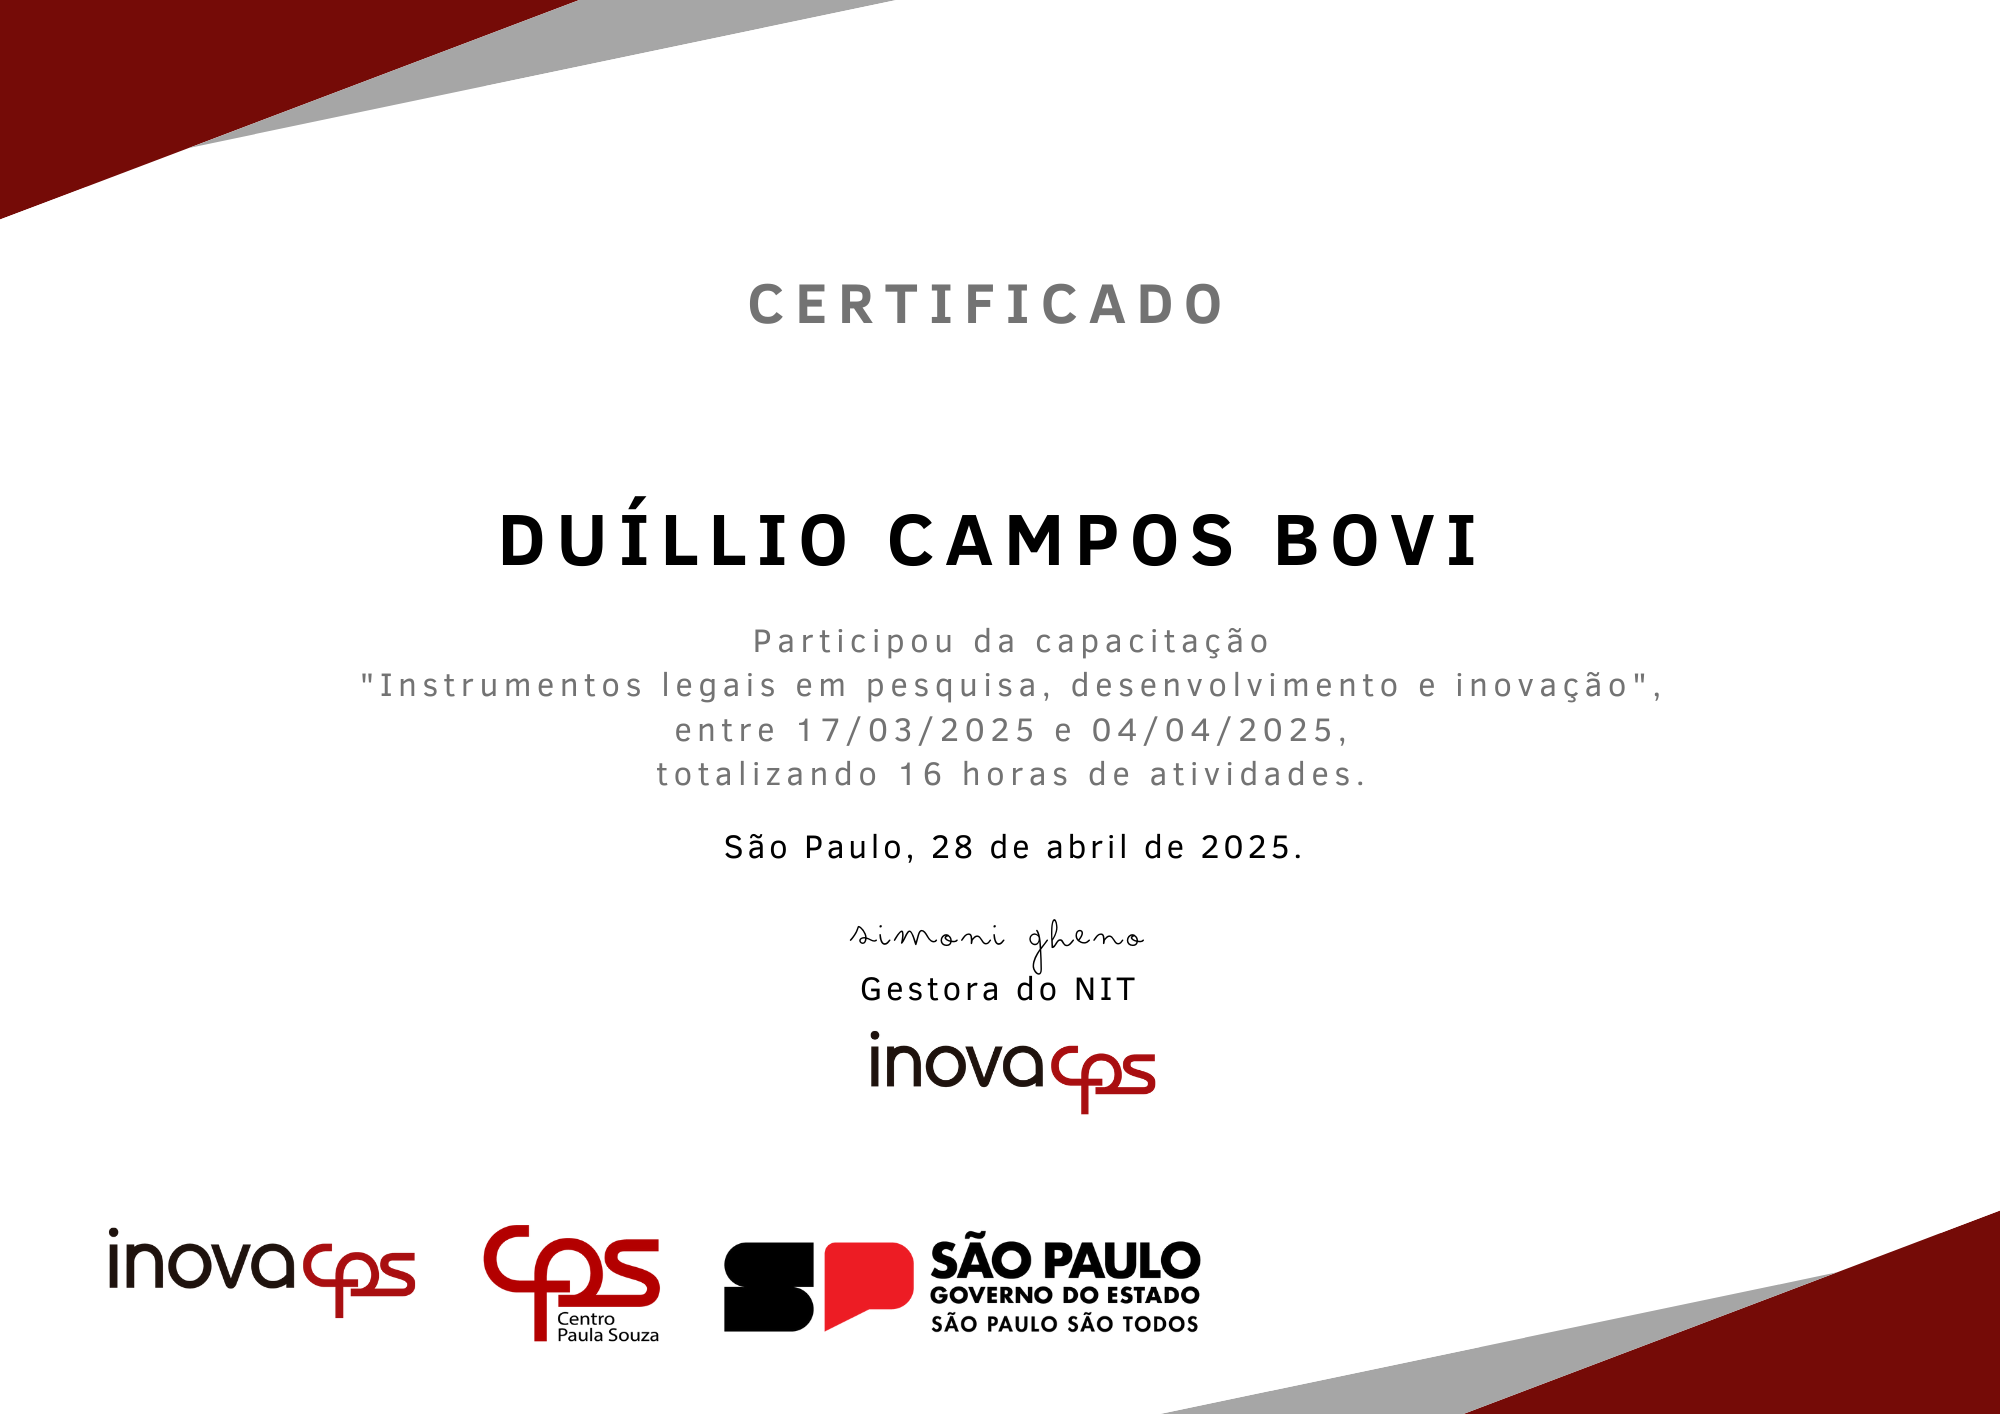 CERTIFICADO
DUÍLLIO CAMPOS BOVI
Participou da capacitação
"Instrumentos legais em pesquisa, desenvolvimento e inovação",
entre 17/03/2025 e 04/04/2025,
totalizando 16 horas de atividades.
São Paulo, 28 de abril de 2025.
simoni gheno
Gestora do NIT
inovacps
inovacps
cps
Centro
Paula Souza
SP
SÃO PAULO
GOVERNO DO ESTADO
SÃO PAULO SÃO TODOS